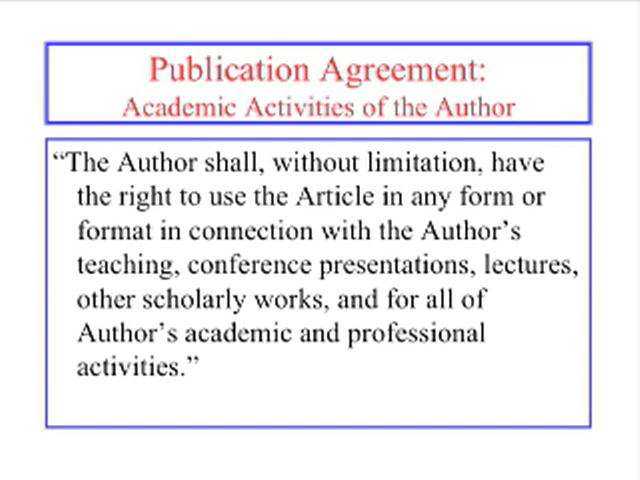 Publication Agreement:
Academic Activities of the Author
“The Author shall, without limitation, have
the right to use the Article in any form or
format in connection with the Author’s
teaching, conference presentations, lectures,
other scholarly works, and for all of
Author’s academic and professional
activities.”